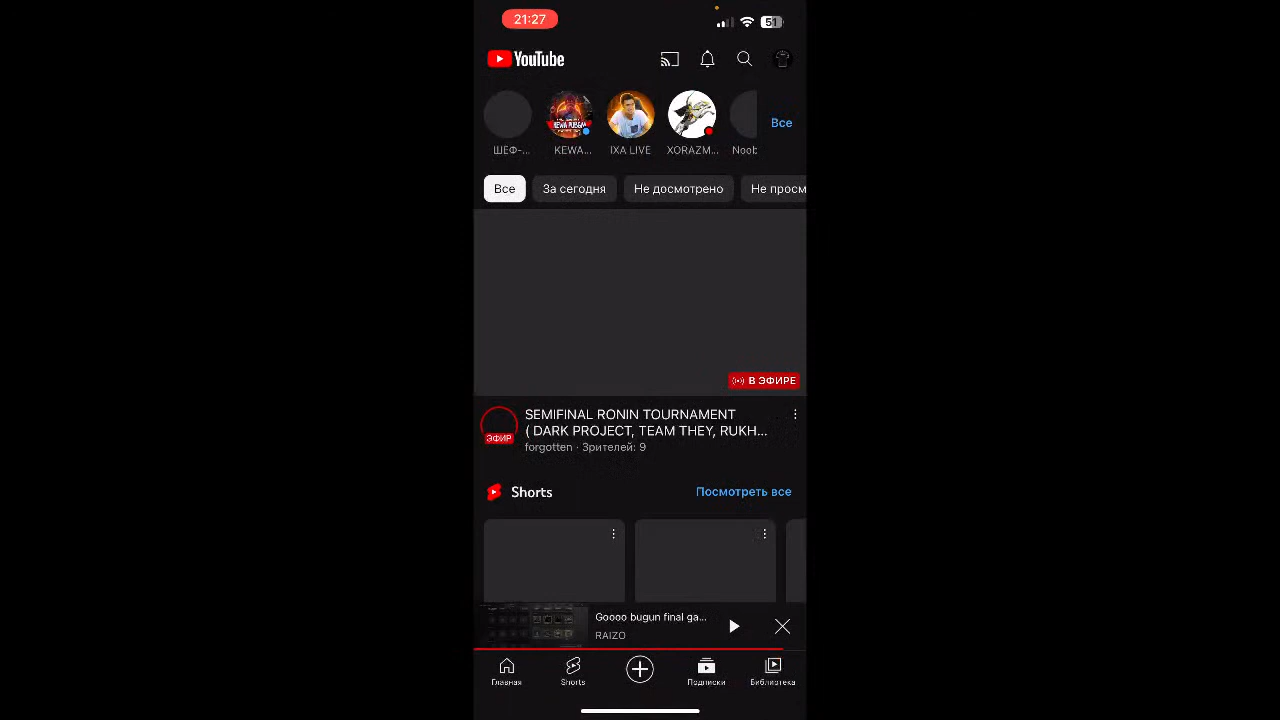 21:27
51
YouTube
Все
ШЕФ-...
KEWA...
IXA LIVE
XORAZM...
Noob
Все
За сегодня
Не досмотрено
Не просм
В ЭФИРЕ
SEMIFINAL RONIN TOURNAMENT
( DARK PROJECT, TEAM THEY, RUKH...
ЭФИР
forgotten · Зрителей: 9
Shorts
Посмотреть все
Goooo bugun final ga...
RAIZO
Главная
Shorts
Подписки
Библиотека